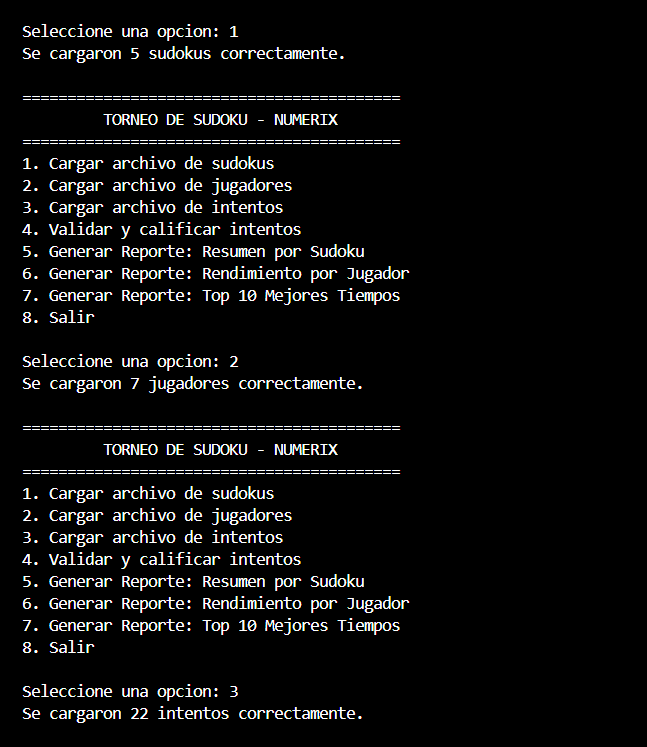 Seleccione una opcion: 1
Se cargaron 5 sudokus correctamente.
==========================================
TORNEO DE SUDOKU - NUMERIX
==========================================
1. Cargar archivo de sudokus
2. Cargar archivo de jugadores
3. Cargar archivo de intentos
4. Validar y calificar intentos
5. Generar Reporte: Resumen por Sudoku
6. Generar Reporte: Rendimiento por Jugador
7. Generar Reporte: Top 10 Mejores Tiempos
8. Salir
Seleccione una opcion: 2
Se cargaron 7 jugadores correctamente.
==========================================
TORNEO DE SUDOKU - NUMERIX
==========================================
1. Cargar archivo de sudokus
2. Cargar archivo de jugadores
3. Cargar archivo de intentos
4. Validar y calificar intentos
5. Generar Reporte: Resumen por Sudoku
6. Generar Reporte: Rendimiento por Jugador
7. Generar Reporte: Top 10 Mejores Tiempos
8. Salir
Seleccione una opcion: 3
Se cargaron 22 intentos correctamente.